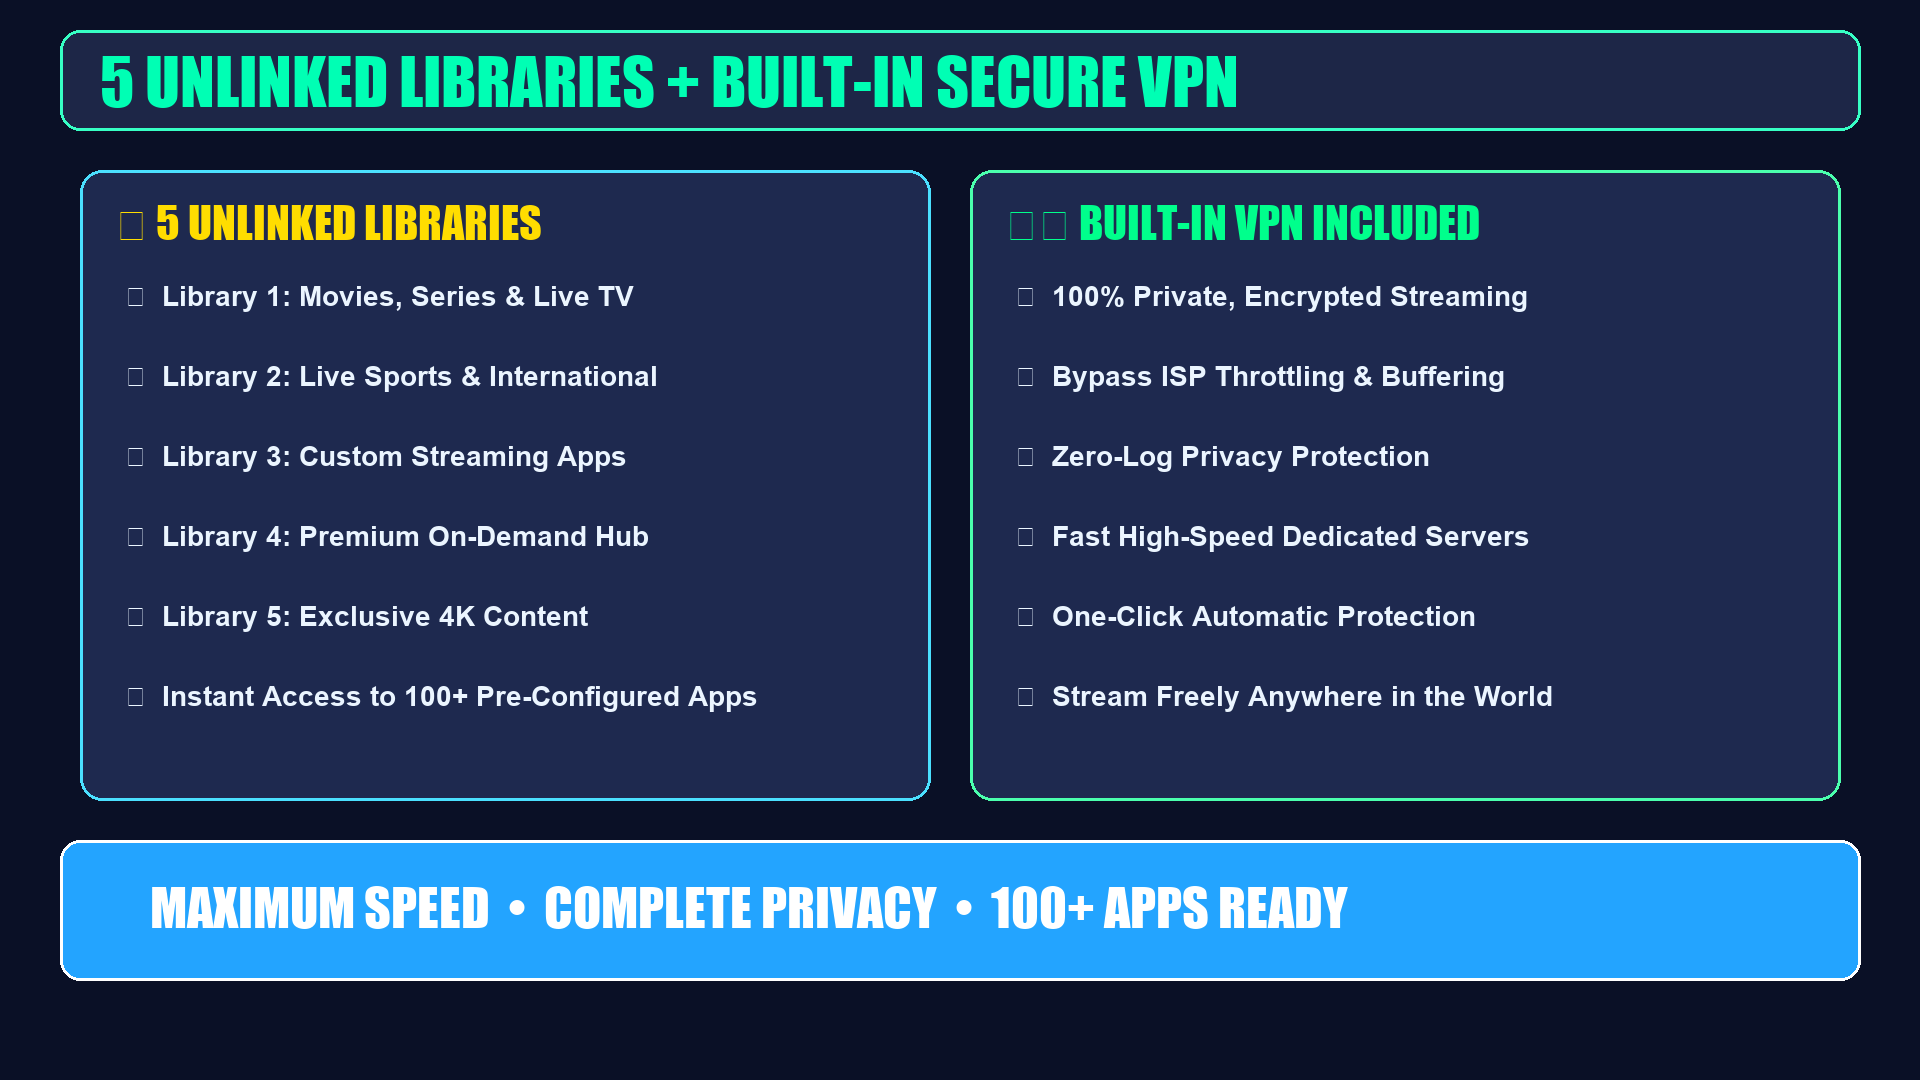 5 UNLINKED LIBRARIES + BUILT-IN SECURE VPN
5 UNLINKED LIBRARIES
Library 1: Movies, Series & Live TV
Library 2: Live Sports & International
Library 3: Custom Streaming Apps
Library 4: Premium On-Demand Hub
Library 5: Exclusive 4K Content
Instant Access to 100+ Pre-Configured Apps
BUILT-IN VPN INCLUDED
100% Private, Encrypted Streaming
Bypass ISP Throttling & Buffering
Zero-Log Privacy Protection
Fast High-Speed Dedicated Servers
One-Click Automatic Protection
Stream Freely Anywhere in the World
MAXIMUM SPEED • COMPLETE PRIVACY • 100+ APPS READY